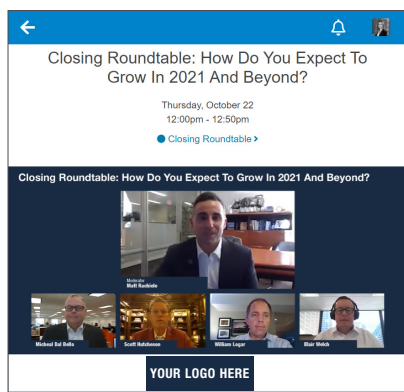 Closing Roundtable: How Do You Expect To
Grow In 2021 And Beyond?
Thursday, October 22
12:00pm - 12:50pm
Closing Roundtable
Closing Roundtable: How Do You Expect To Grow In 2021 And Beyond?
Moderator
Matt Rachiele
Micheal Dal Bello
Scott Hutcheson
William Logar
Blair Welch
YOUR LOGO HERE